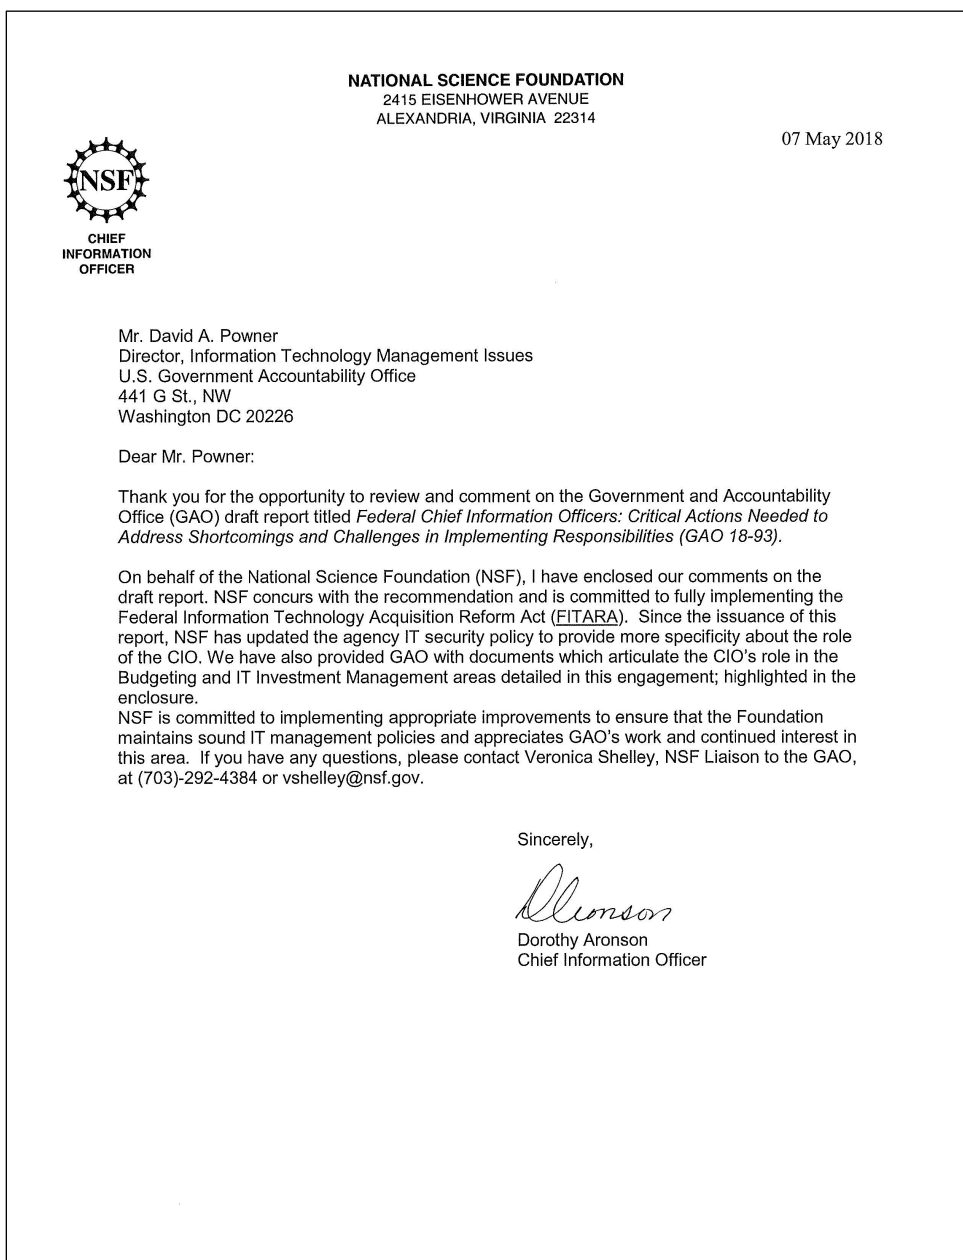 NATIONAL SCIENCE FOUNDATION
2415 EISENHOWER AVENUE
ALEXANDRIA, VIRGINIA 22314
07 May 2018
NSF
CHIEF
INFORMATION
OFFICER
Mr. David A. Powner
Director, Information Technology Management Issues
U.S. Government Accountability Office
441 G St., NW
Washington DC 20226
Dear Mr. Powner:
Thank you for the opportunity to review and comment on the Government and Accountability
Office (GAO) draft report titled Federal Chief Information Officers: Critical Actions Needed to
Address Shortcomings and Challenges in Implementing Responsibilities (GAO 18-93).
On behalf of the National Science Foundation (NSF), I have enclosed our comments on the
draft report. NSF concurs with the recommendation and is committed to fully implementing the
Federal Information Technology Acquisition Reform Act (FITARA).  Since the issuance of this
report, NSF has updated the agency IT security policy to provide more specificity about the role
of the CIO. We have also provided GAO with documents which articulate the CIO's role in the
Budgeting and IT Investment Management areas detailed in this engagement; highlighted in the
enclosure.
NSF is committed to implementing appropriate improvements to ensure that the Foundation
maintains sound IT management policies and appreciates GAO's work and continued interest in
this area.  If you have any questions, please contact Veronica Shelley, NSF Liaison to the GAO,
at (703)-292-4384 or vshelley@nsf.gov.
Sincerely,
DAronson
Dorothy Aronson
Chief Information Officer